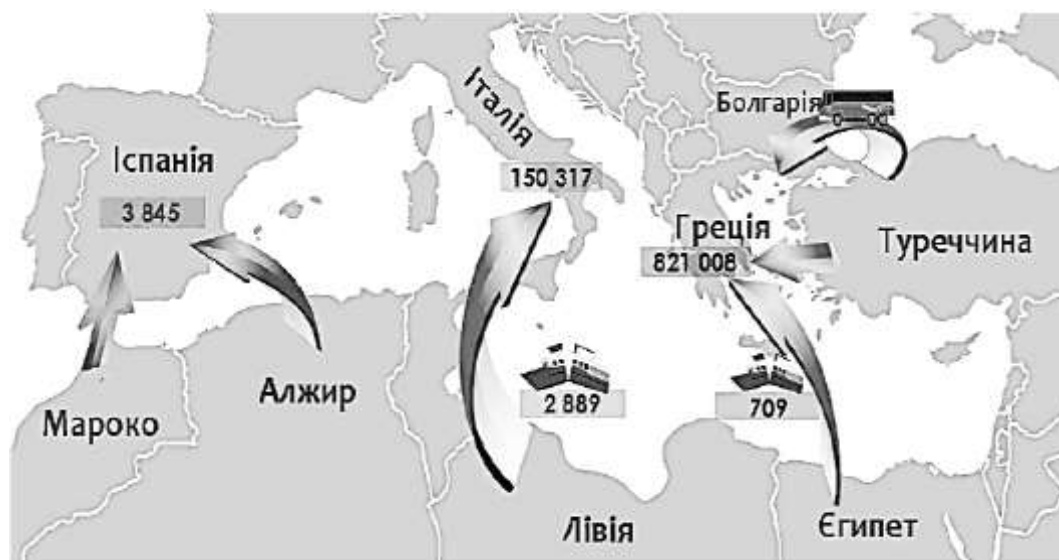 Болгарія
Італія
Іспанія
150 317
3 845
Греція
Туреччина
821 008
Алжир
2 889
709
Мароко
Лівія
Єгипет